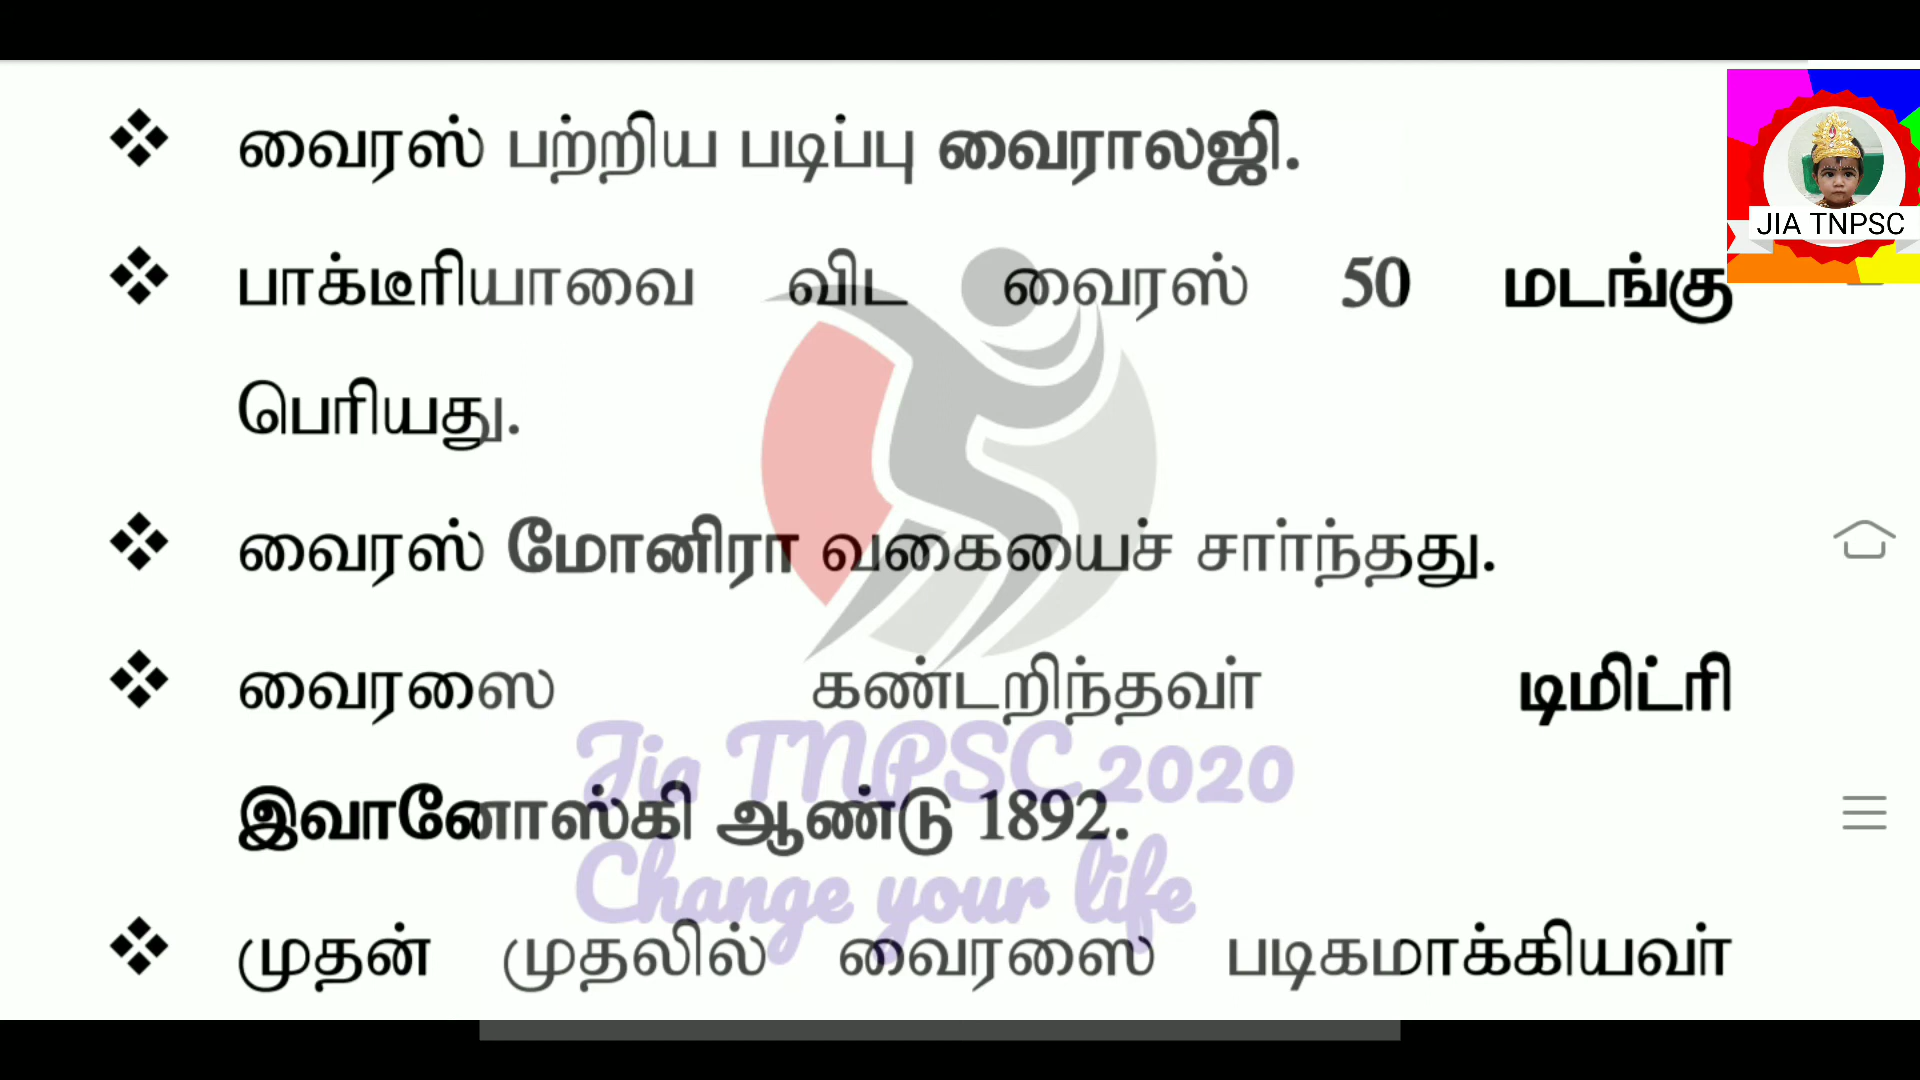 ❖ வைரஸ் பற்றிய படிப்பு வைராலஜி.
JIA TNPSC
❖ பாக்டீரியாவை விட வைரஸ் 50 மடங்கு
பெரியது.
❖ வைரஸ் மோனிரா வகையைச் சார்ந்தது.
❖ வைரஸை கண்டறிந்தவர் டிமிட்ரி
Jia TNPSC 2020
இவானோஸ்கி ஆண்டு 1892.
Change your life
❖ முதன் முதலில் வைரஸை படிகமாக்கியவர்